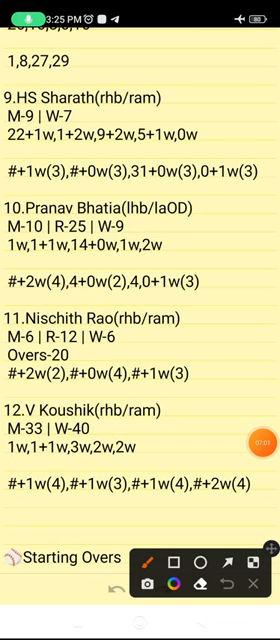 3:25 PM
1,8,27,29
9.HS Sharath(rhb/ram)
M-9 | W-7
22+1w,1+2w,9+2w,5+1w,0w
#+1w(3),#+0w(3),31+0w(3),0+1w(3)
10.Pranav Bhatia(lhb/laOD)
M-10 | R-25 | W-9
1w,1+1w,14+0w,1w,2w
#+2w(4),4+0w(2),4,0+1w(3)
11.Nischith Rao(rhb/ram)
M-6 | R-12 | W-6
Overs-20
#+2w(2),#+0w(4),#+1w(3)
12.V Koushik(rhb/ram)
M-33 | W-40
1w,1+1w,3w,2w,2w
07:01
#+1w(4),#+1w(3),#+1w(4),#+2w(4)
Starting Overs